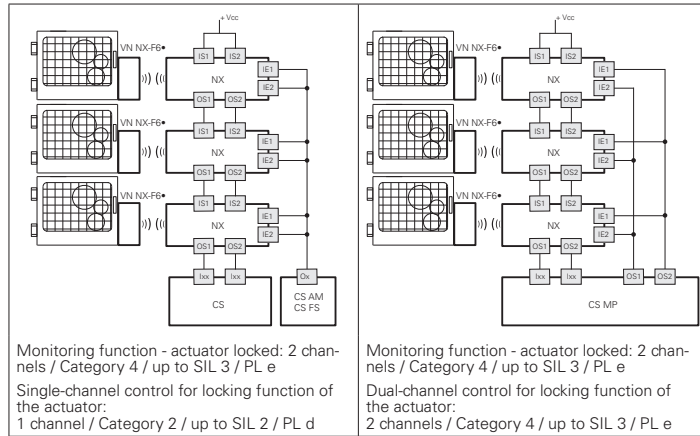 + Vcc
VN NX-F6•
IS1 IS2
IE1
NX
IE2
OS1 OS2
VN NX-F6•
IS1 IS2
IE1
NX
IE2
OS1 OS2
VN NX-F6•
IS1 IS2
IE1
NX
IE2
OS1 OS2
Ixx Ixx Ox
CS
CS AM
CS FS
Monitoring function - actuator locked: 2 chan-
nels / Category 4 / up to SIL 3 / PL e
Single-channel control for locking function of
the actuator:
1 channel / Category 2 / up to SIL 2 / PL d
+ Vcc
VN NX-F6•
IS1 IS2
IE1
NX
IE2
OS1 OS2
VN NX-F6•
IS1 IS2
IE1
NX
IE2
OS1 OS2
VN NX-F6•
IS1 IS2
IE1
NX
IE2
OS1 OS2
Ixx Ixx OS1 OS2
CS MP
Monitoring function - actuator locked: 2 chan-
nels / Category 4 / up to SIL 3 / PL e
Dual-channel control for locking function of
the actuator:
2 channels / Category 4 / up to SIL 3 / PL e